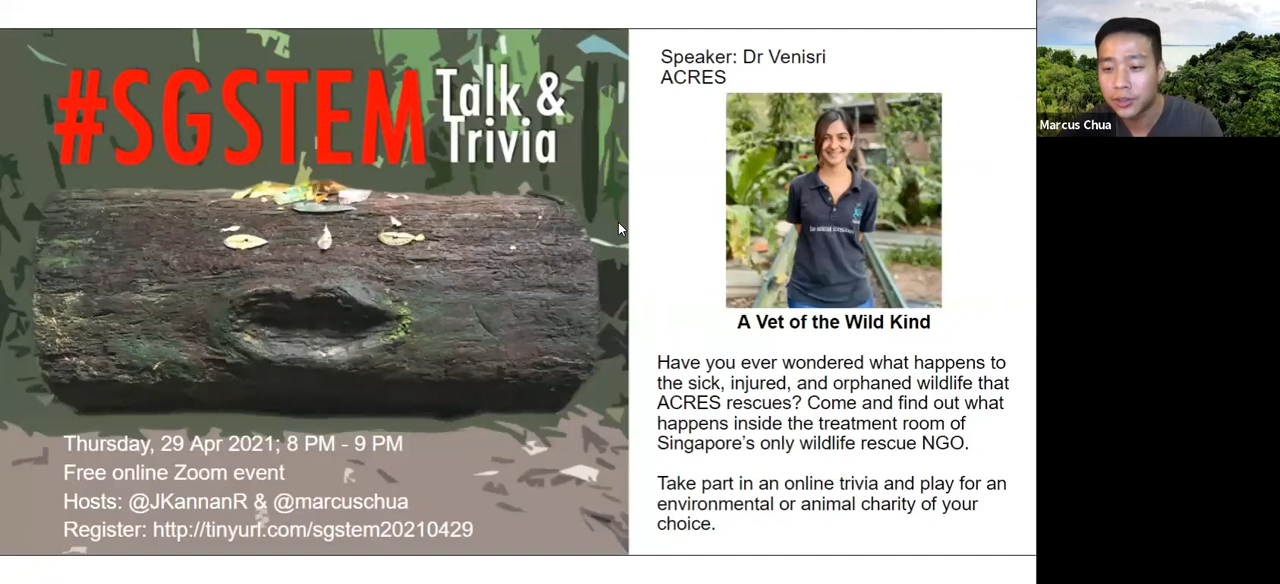 #SGSTEM Talk &
Trivia
Thursday, 29 Apr 2021; 8 PM - 9 PM
Free online Zoom event
Hosts: @JKannanR & @marcuschua
Register: http://tinyurl.com/sgstem20210429
Speaker: Dr Venisri
ACRES
A Vet of the Wild Kind
Have you ever wondered what happens to
the sick, injured, and orphaned wildlife that
ACRES rescues? Come and find out what
happens inside the treatment room of
Singapore's only wildlife rescue NGO.
Take part in an online trivia and play for an
environmental or animal charity of your
choice.
Marcus Chua